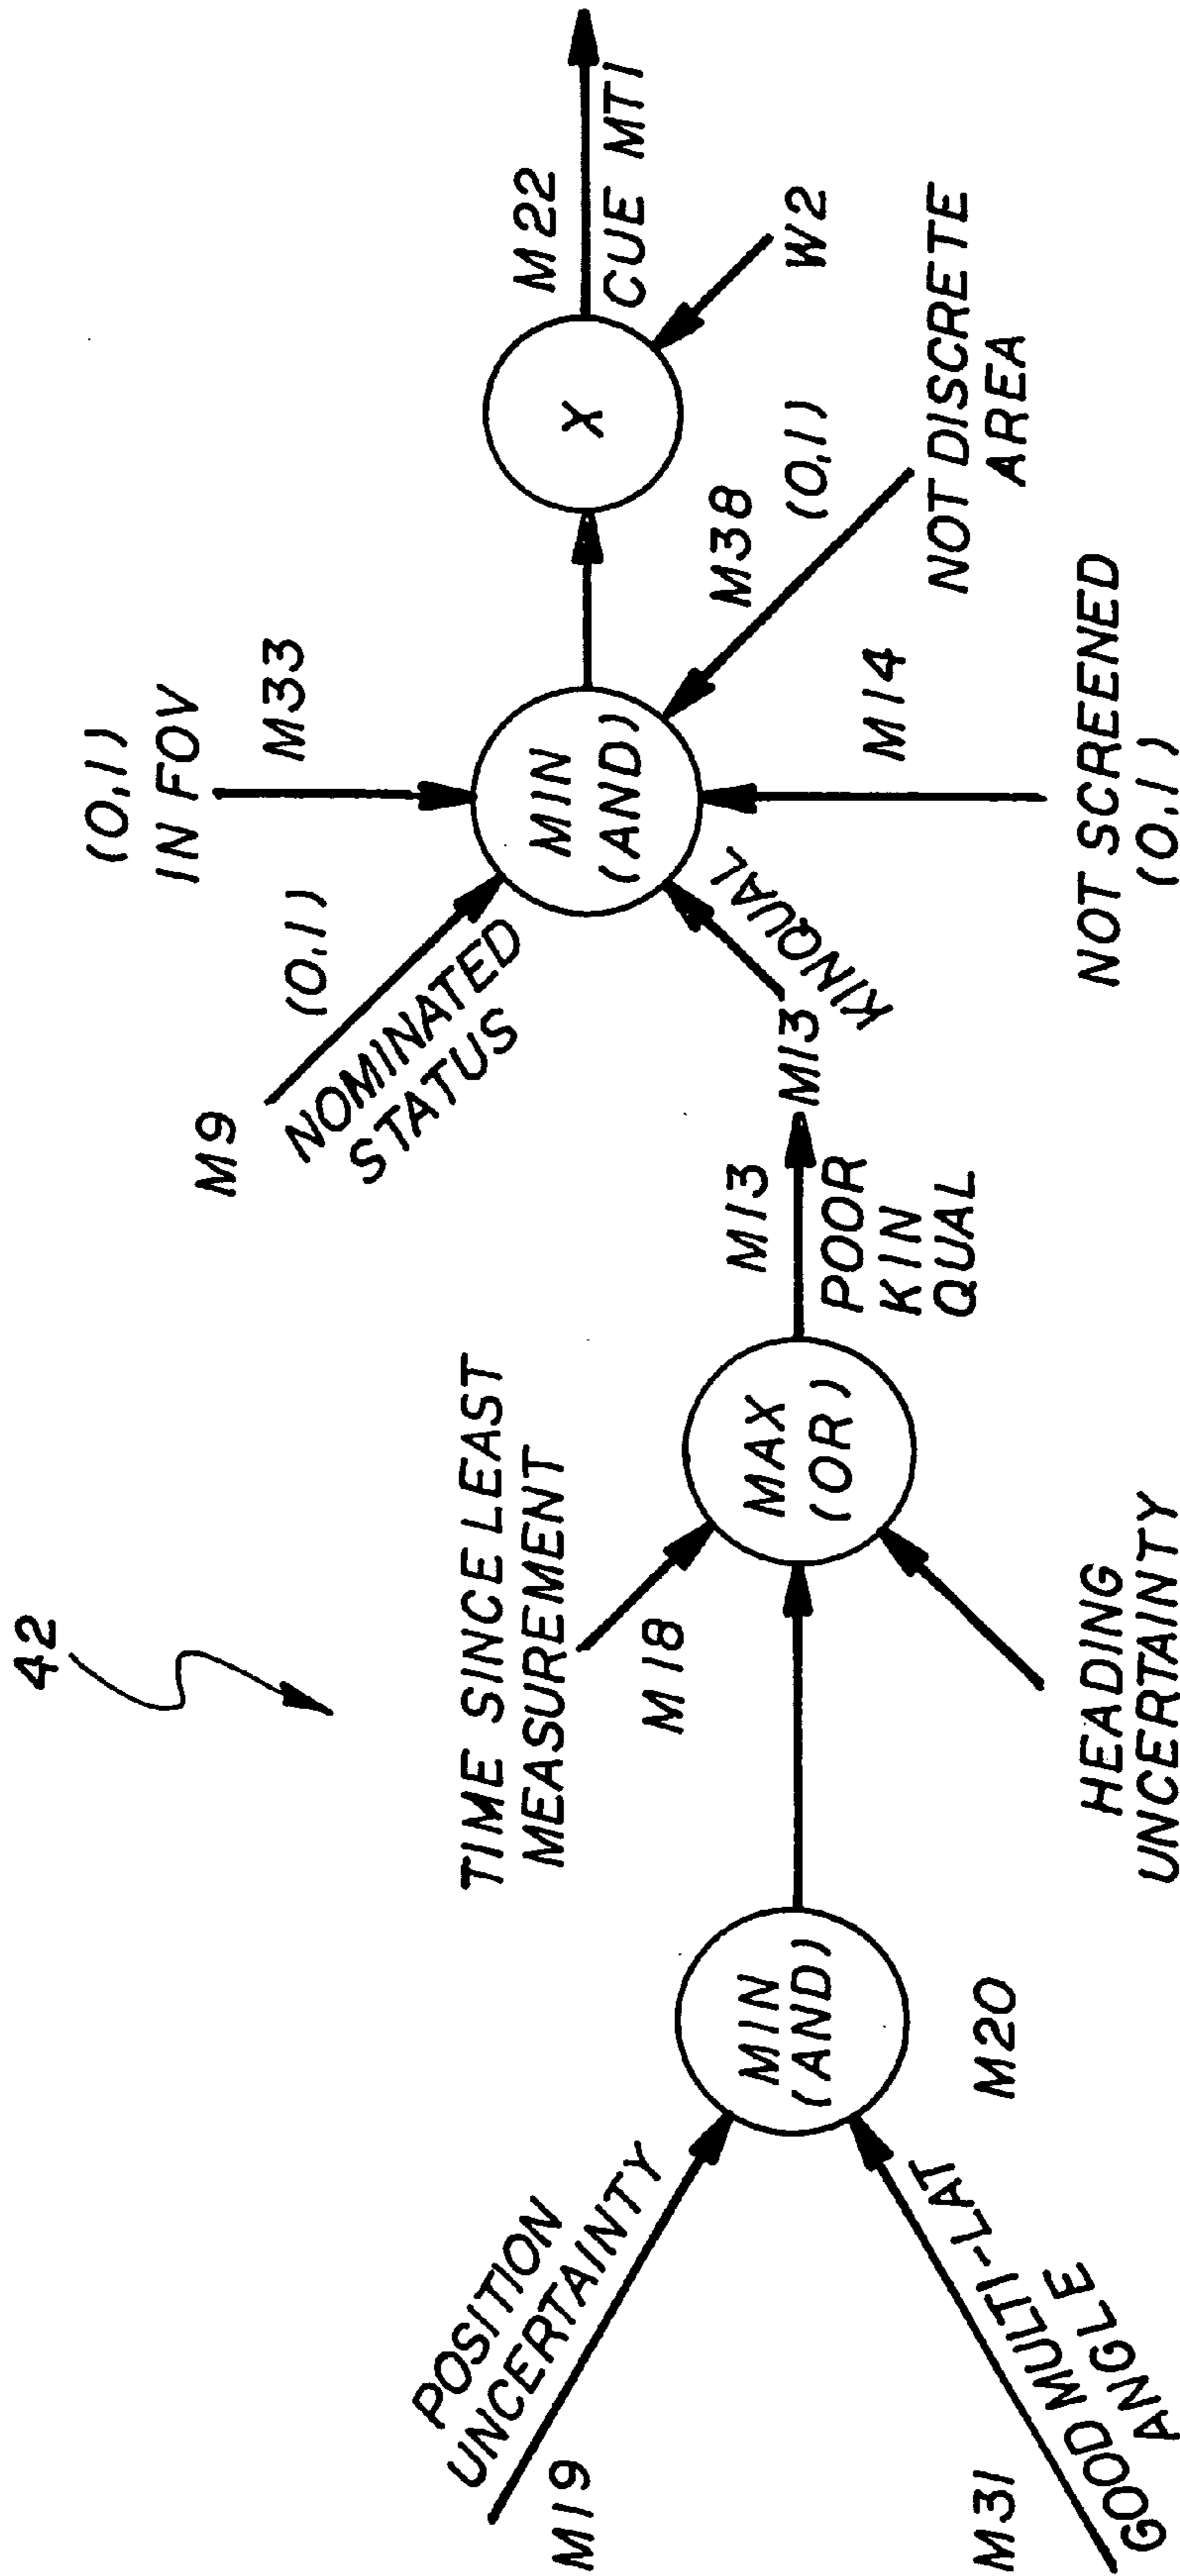 42
POSITION
UNCERTAINTY
M19
M31
GOOD MULTI-LAT
ANGLE
MIN
(AND)
M20
TIME SINCE LEAST
MEASUREMENT
M18
MAX
(OR)
HEADING
UNCERTAINTY
M13
POOR
KIN
QUAL
M13
KINQUAL
M9
NOMINATED
STATUS
(0,1)
(0,1)
IN FOV
M33
MIN
(AND)
M14
NOT SCREENED
(0,1)
M38
(0,1)
NOT DISCRETE
AREA
X
W2
M22
CUE MTI